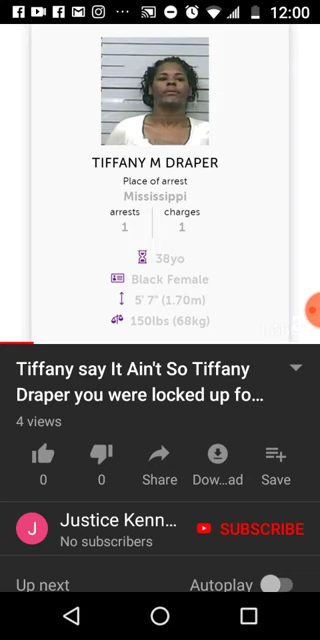 12:00
TIFFANY M DRAPER
Place of arrest
Mississippi
arrests charges
1 1
38yo
Black Female
5' 7" (1.70m)
150lbs (68kg)
Tiffany say It Ain't So Tiffany
Draper you were locked up fo...
4 views
0 0 Share Dow...ad Save
J
Justice Kenn...
SUBSCRIBE
No subscribers
Up next Autoplay